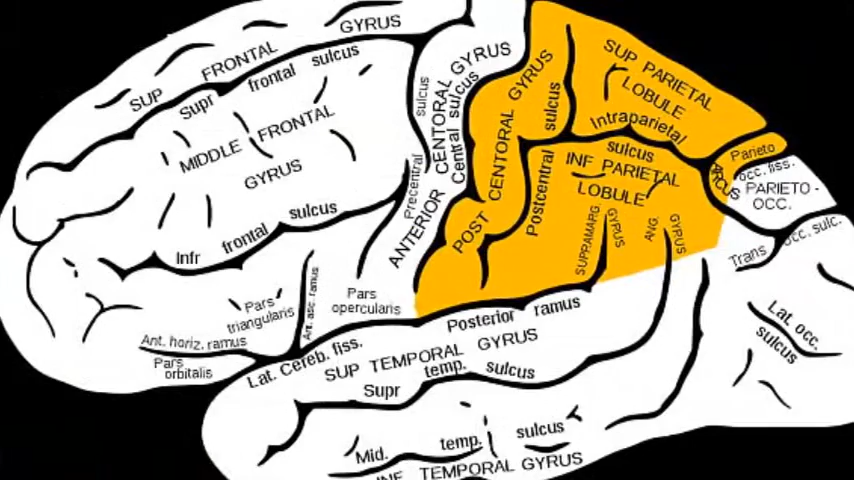 GYRUS
SUP FRONTAL
Supr frontal sulcus
MIDDLE FRONTAL
GYRUS
Infr frontal sulcus
Precentral sulcus
ANTERIOR CENTORAL GYRUS
Central sulcus
POST CENTORAL GYRUS
Postcentral sulcus
SUP PARIETAL
LOBULE
Intraparietal
sulcus
INF PARIETAL
LOBULE
SUPRAMARG.
GYRUS
ANG.
GYRUS
ARCUS
Parieto
occ. fiss.
PARIETO -
OCC.
Trans occ. sulc.
Lat. occ.
sulcus
Pars
triangularis
Ant. asc. ramus
Pars
opercularis
Ant. horiz. ramus
Pars
orbitalis
Lat. Cereb. fiss.
Posterior ramus
SUP TEMPORAL GYRUS
Supr temp. sulcus
Mid. temp. sulcus
INF TEMPORAL GYRUS